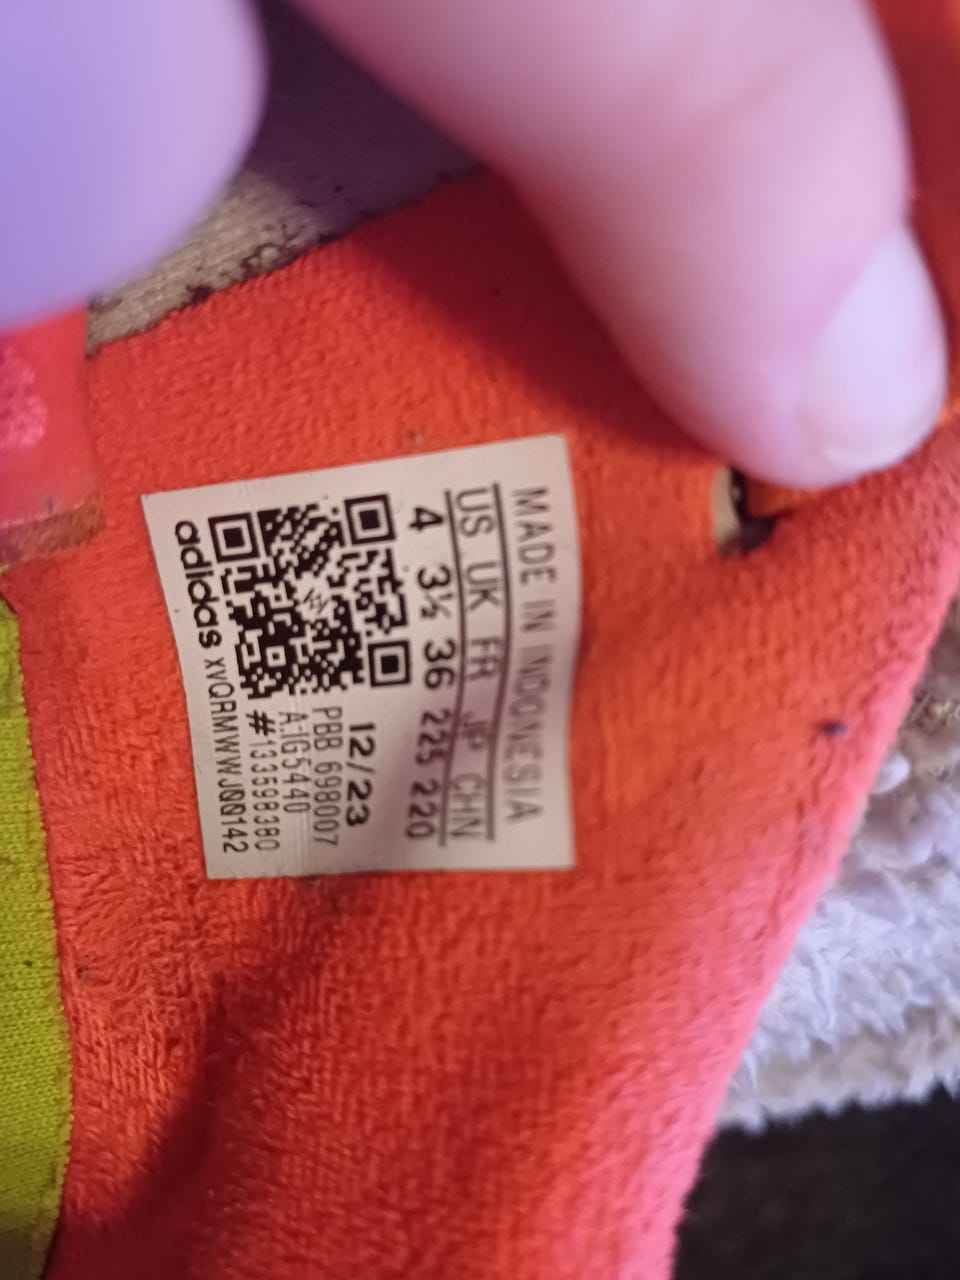 MADE IN INDONESIA
US UK FR JP CHN
4 3½ 36 225 220
12/23
PBB 698007
A:IG5440
#133598380
adidas XVQRMWWJQQ142